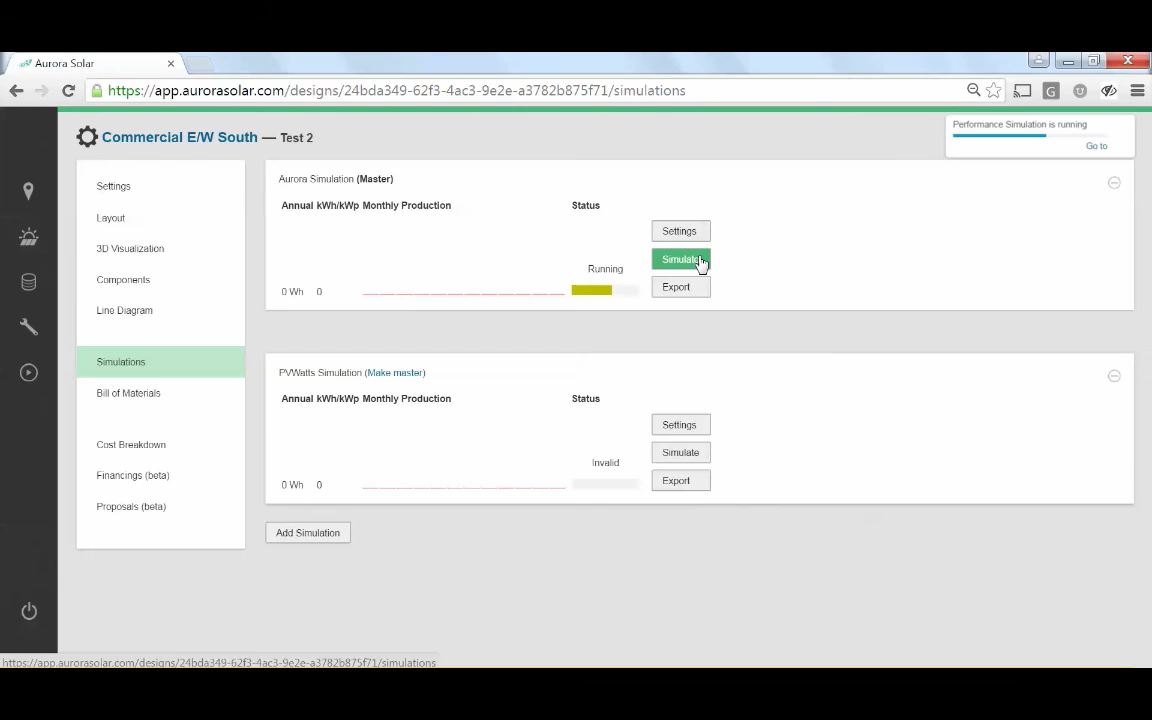 Aurora Solar
https://app.aurorasolar.com/designs/24bda349-62f3-4ac3-9e2e-a3782b875f71/simulations
Commercial E/W South — Test 2
Performance Simulation is running
Go to
Settings
Layout
3D Visualization
Components
Line Diagram
Simulations
Bill of Materials
Cost Breakdown
Financings (beta)
Proposals (beta)
Aurora Simulation (Master)
Annual kWh/kWp Monthly Production Status
Settings
Running
Simulate
0 Wh 0
Export
PVWatts Simulation (Make master)
Annual kWh/kWp Monthly Production Status
Settings
Invalid
Simulate
0 Wh 0
Export
Add Simulation
https://app.aurorasolar.com/designs/24bda349-62f3-4ac3-9e2e-a3782b875f71/simulations